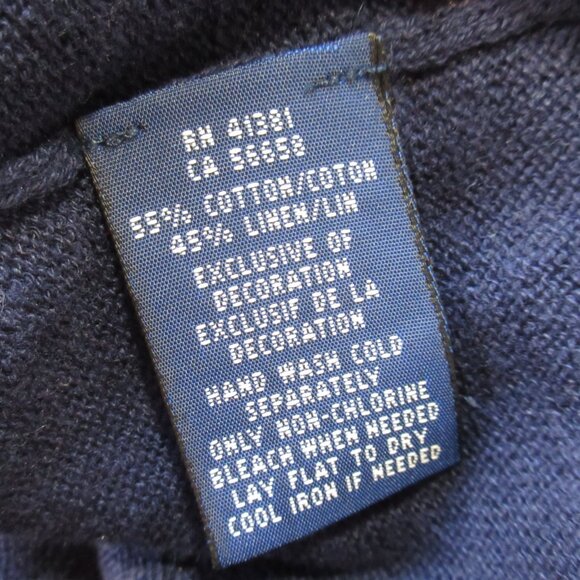 RN 41381
CA 56858
55% COTTON/COTON
45% LINEN/LIN
EXCLUSIVE OF
DECORATION
EXCLUSIF DE LA
DECORATION
HAND WASH COLD
SEPARATELY
ONLY NON-CHLORINE
BLEACH WHEN NEEDED
LAY FLAT TO DRY
COOL IRON IF NEEDED